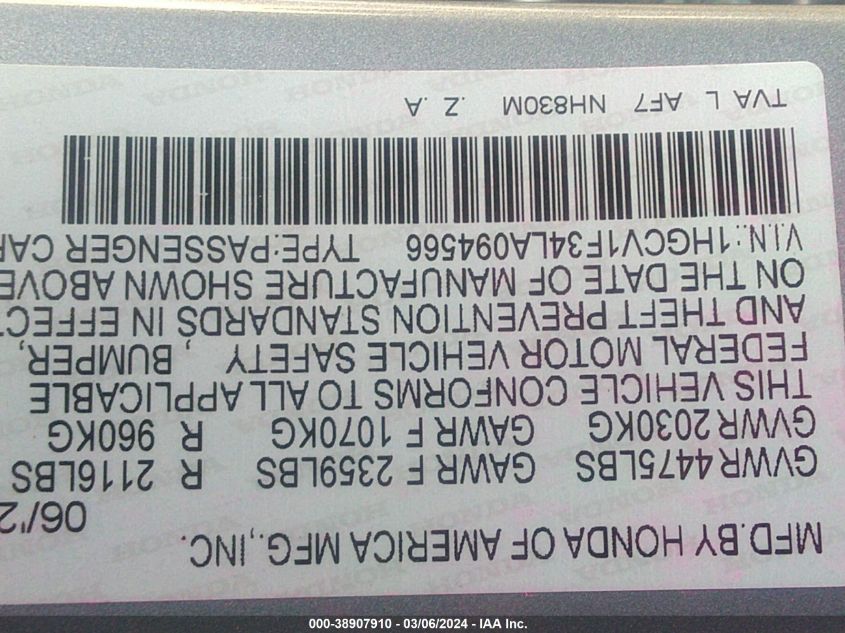 MFD.BY HONDA OF AMERICA MFG.,INC.
06/2
GVWR 4475LBS GAWR F 2359LBS R 2116LBS
GVWR 2030KG GAWR F 1070KG R 960KG
THIS VEHICLE CONFORMS TO ALL APPLICABLE
FEDERAL MOTOR VEHICLE SAFETY , BUMPER,
AND THEFT PREVENTION STANDARDS IN EFFECT
ON THE DATE OF MANUFACTURE SHOWN ABOVE
V.I.N.:1HGCV1F34LA094566 TYPE:PASSENGER CAR
TVA L AF7 NH830M .Z .A
000-38907910 - 03/06/2024 - IAA Inc.